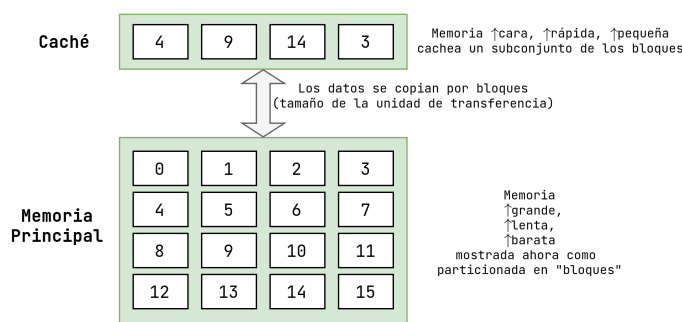 Caché
4 9 14 3
Memoria ↑cara, ↑rápida, ↑pequeña
cachea un subconjunto de los bloques
Los datos se copian por bloques
(tamaño de la unidad de transferencia)
Memoria
Principal
0 1 2 3
4 5 6 7
8 9 10 11
12 13 14 15
Memoria
↑grande,
↑lenta,
↑barata
mostrada ahora como
particionada en "bloques"